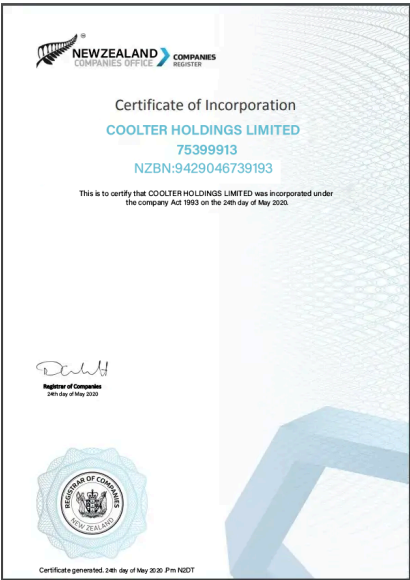 NEWZEALAND
COMPANIES OFFICE
COMPANIES
REGISTER
®
Certificate of Incorporation
COOLTER HOLDINGS LIMITED
75399913
NZBN:9429046739193
This is to certify that COOLTER HOLDINGS LIMITED was incorporated under
the company Act 1993 on the 24th day of May 2020.
Registrar of Companies
24th day of May 2020
REGISTRAR OF COMPANIES
NEW ZEALAND
Certificate generated. 24th day of May 2020 .Pm N2DT